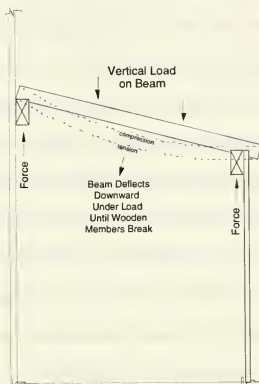 Vertical Load
on Beam
compression
tension
Force
Beam Deflects
Downward
Under Load
Until Wooden
Members Break
Force